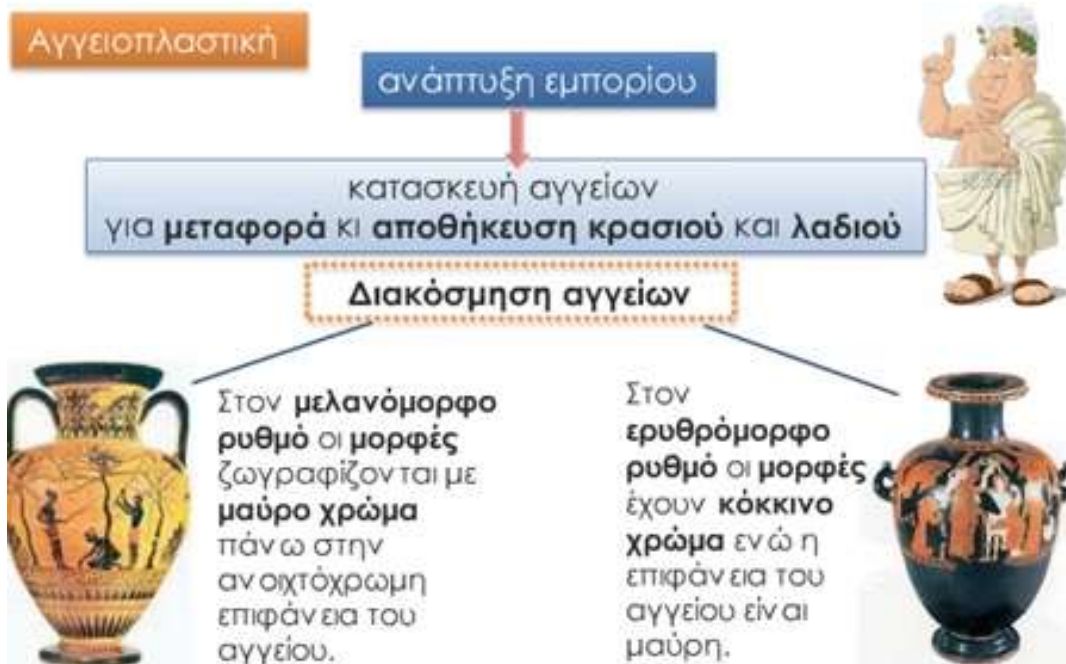 Αγγειοπλαστική
ανάπτυξη εμπορίου
κατασκευή αγγείων
για μεταφορά κι αποθήκευση κρασιού και λαδιού
Διακόσμηση αγγείων
Στον μελανόμορφο
ρυθμό οι μορφές
ζωγραφίζονται με
μαύρο χρώμα
πάνω στην
ανοιχτόχρωμη
επιφάνεια του
αγγείου.
Στον
ερυθρόμορφο
ρυθμό οι μορφές
έχουν κόκκινο
χρώμα ενώ η
επιφάνεια του
αγγείου είναι
μαύρη.